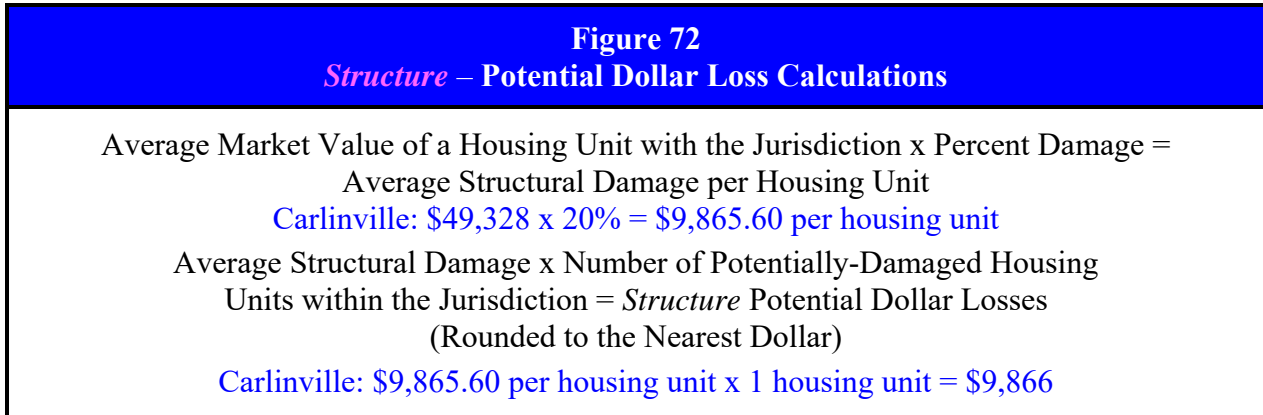 Figure 72
Structure – Potential Dollar Loss Calculations
Average Market Value of a Housing Unit with the Jurisdiction x Percent Damage =
Average Structural Damage per Housing Unit
Carlinville: $49,328 x 20% = $9,865.60 per housing unit
Average Structural Damage x Number of Potentially-Damaged Housing
Units within the Jurisdiction = Structure Potential Dollar Losses
(Rounded to the Nearest Dollar)
Carlinville: $9,865.60 per housing unit x 1 housing unit = $9,866